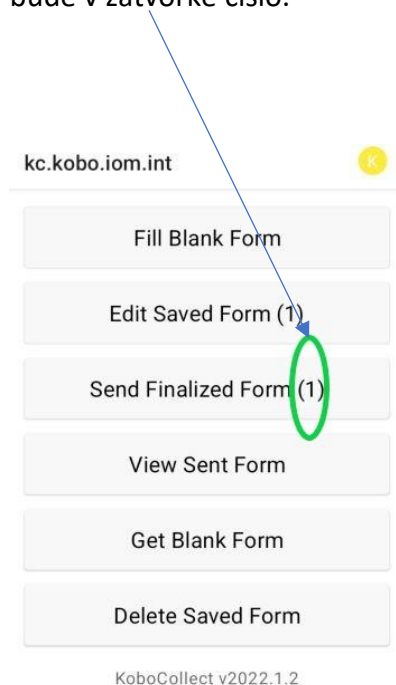 bude v zátvorke číslo.
kc.kobo.iom.int K
Fill Blank Form
Edit Saved Form (1)
Send Finalized Form (1)
View Sent Form
Get Blank Form
Delete Saved Form
KoboCollect v2022.1.2